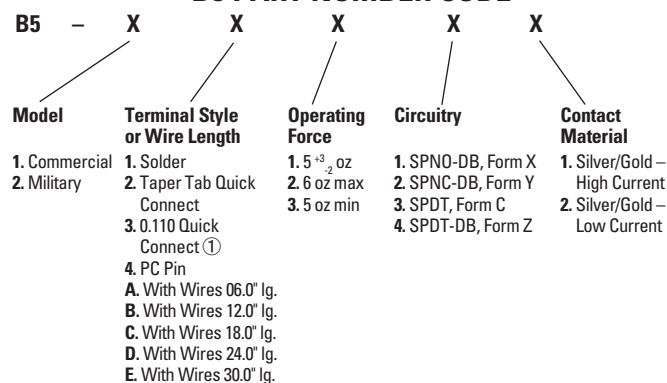 B5 – X X X X X
Model
1. Commercial
2. Military
Terminal Style
or Wire Length
1. Solder
2. Taper Tab Quick
Connect
3. 0.110 Quick
Connect ①
4. PC Pin
A. With Wires 06.0" lg.
B. With Wires 12.0" lg.
C. With Wires 18.0" lg.
D. With Wires 24.0" lg.
E. With Wires 30.0" lg.
Operating
Force
1. 5 +3 -2 oz
2. 6 oz max
3. 5 oz min
Circuitry
1. SPNO-DB, Form X
2. SPNC-DB, Form Y
3. SPDT, Form C
4. SPDT-DB, Form Z
Contact
Material
1. Silver/Gold –
High Current
2. Silver/Gold –
Low Current